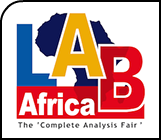 LAB
Africa
The "Complete Analysis Fair"